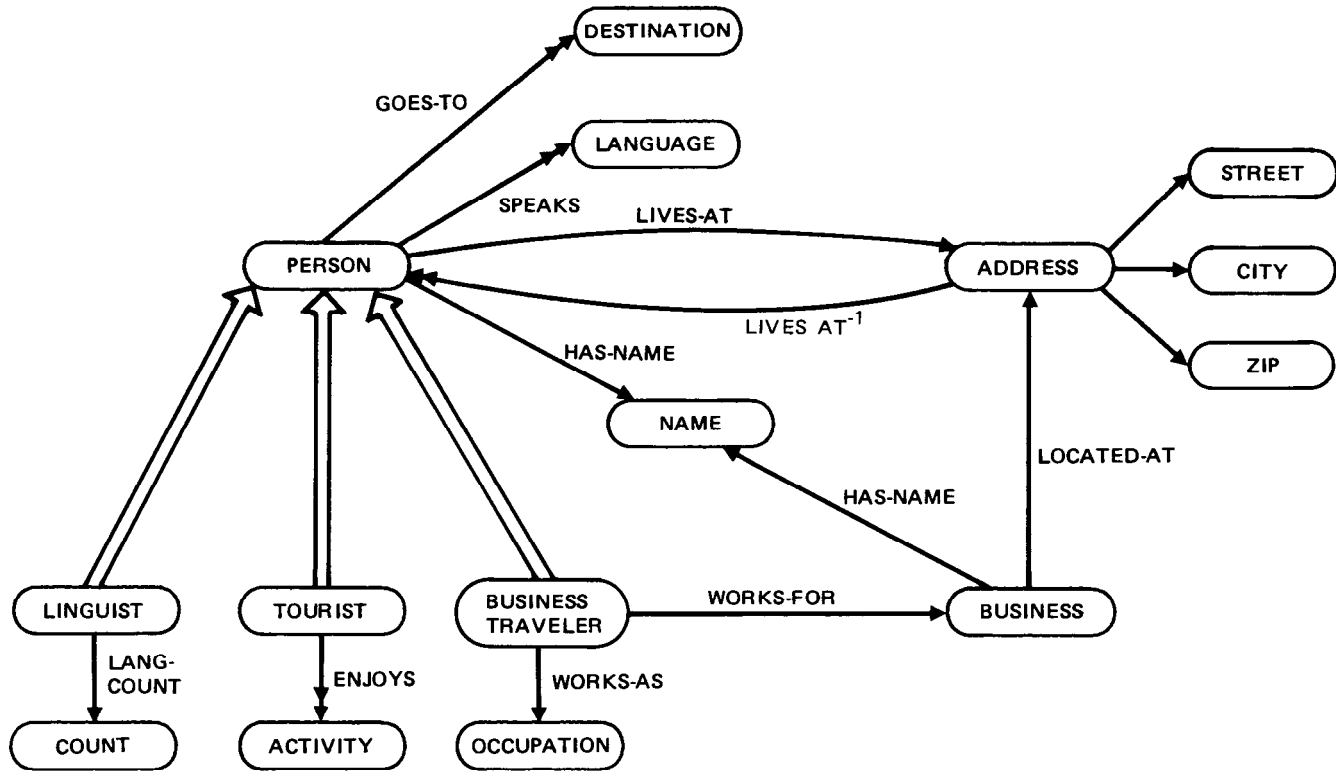 DESTINATION
GOES-TO
LANGUAGE
STREET
SPEAKS
LIVES-AT
PERSON
ADDRESS
CITY
LIVES AT⁻¹
HAS-NAME
ZIP
NAME
LOCATED-AT
HAS-NAME
LINGUIST
TOURIST
BUSINESS
TRAVELER
WORKS-FOR
BUSINESS
LANG-
COUNT
ENJOYS
WORKS-AS
COUNT
ACTIVITY
OCCUPATION